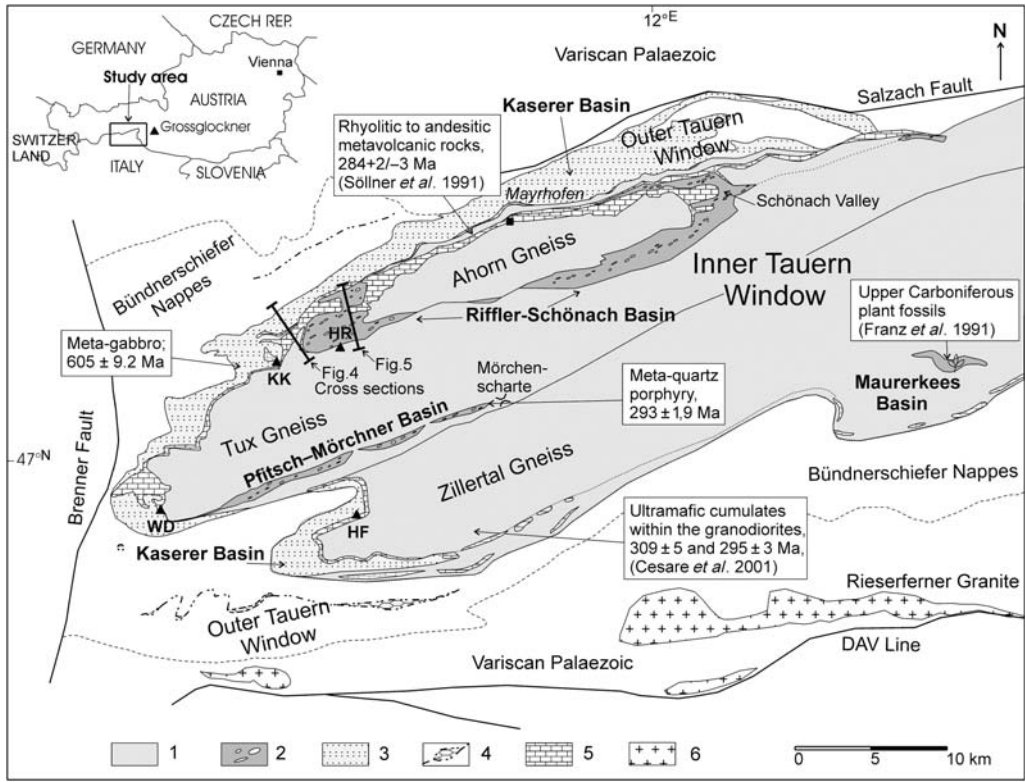 CZECH REP.
GERMANY
Vienna
Study area
AUSTRIA
Grossglockner
SWITZER-
LAND
ITALY
SLOVENIA
12°E
N
Variscan Palaezoic
Salzach Fault
Kaserer Basin
Outer Tauern
Window
Rhyolitic to andesitic
metavolcanic rocks,
284+2/–3 Ma
(Söllner et al. 1991)
Mayrhofen
Schönach Valley
Ahorn Gneiss
Bündnerschiefer
Nappes
Inner Tauern
Window
Upper Carboniferous
plant fossils
(Franz et al. 1991)
Riffler-Schönach Basin
HR
Meta-gabbro;
605 ± 9.2 Ma
KK
Fig.4
Fig.5
Cross sections
Mörchen-
scharte
Meta-quartz
porphyry,
293 ± 1,9 Ma
Maurerkees
Basin
Tux Gneiss
Pfitsch–Mörchner Basin
47°N
Brenner Fault
Zillertal Gneiss
Bündnerschiefer Nappes
WD
HF
Kaserer Basin
Ultramafic cumulates
within the granodiorites,
309 ± 5 and 295 ± 3 Ma,
(Cesare et al. 2001)
Rieserferner Granite
Outer Tauern
Window
DAV Line
Variscan Palaezoic
1 2 3 4 5 6
0 5 10 km